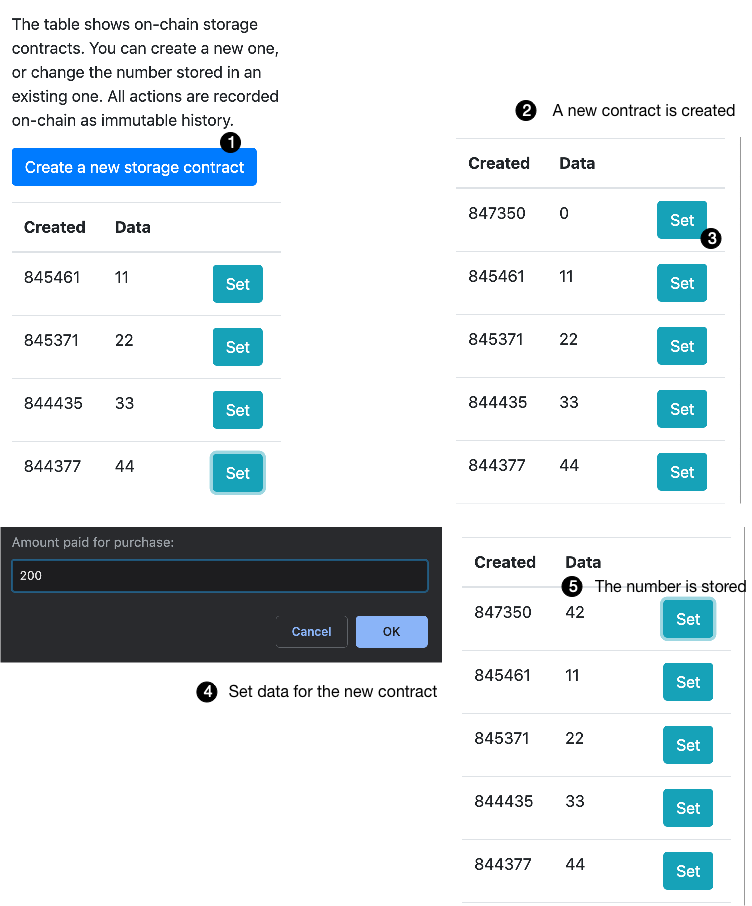 The table shows on-chain storage
contracts. You can create a new one,
or change the number stored in an
existing one. All actions are recorded
on-chain as immutable history.
1
Create a new storage contract
Created Data
845461 11 Set
845371 22 Set
844435 33 Set
844377 44 Set
2 A new contract is created
Created Data
847350 0 Set
3
845461 11 Set
845371 22 Set
844435 33 Set
844377 44 Set
Amount paid for purchase:
200
Cancel OK
4 Set data for the new contract
Created Data
5 The number is stored
847350 42 Set
845461 11 Set
845371 22 Set
844435 33 Set
844377 44 Set